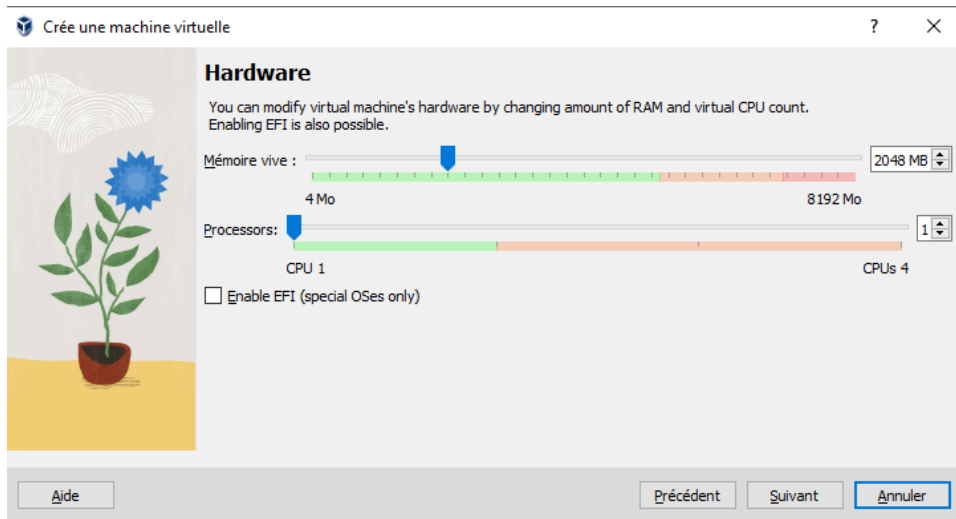 Crée une machine virtuelle
?
Hardware
You can modify virtual machine's hardware by changing amount of RAM and virtual CPU count.
Enabling EFI is also possible.
Mémoire vive : 2048 MB
4 Mo 8192 Mo
Processors: 1
CPU 1 CPUs 4
Enable EFI (special OSes only)
Aide Précédent Suivant Annuler